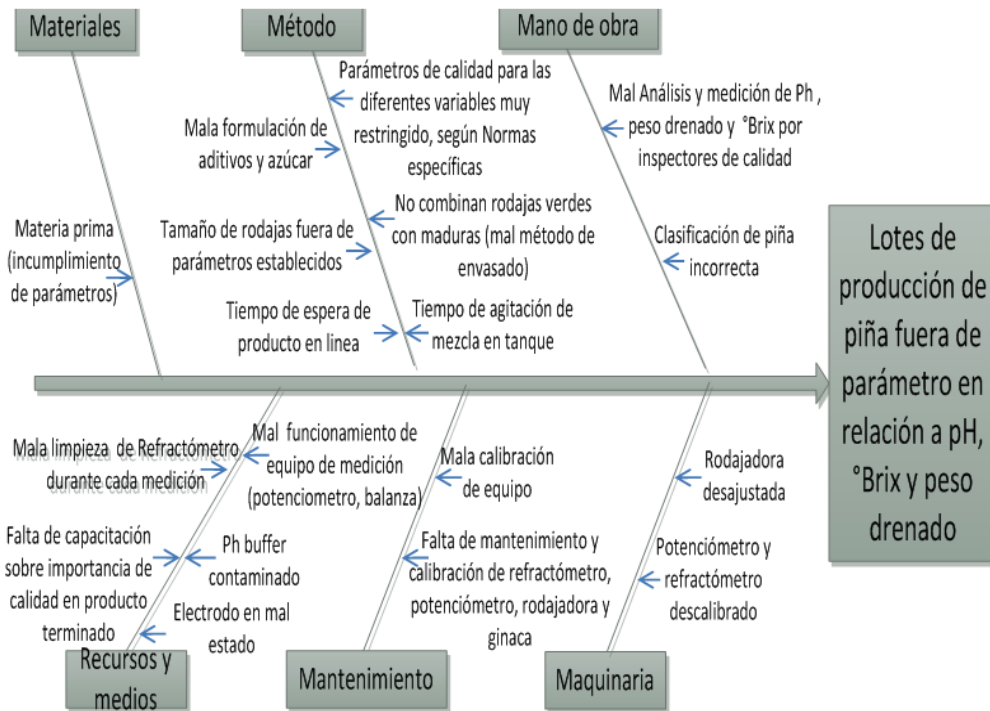 Materiales
Método
Mano de obra
Parámetros de calidad para las
diferentes variables muy
restringido, según Normas
específicas
Mala formulación de
aditivos y azúcar
Mal Análisis y medición de Ph ,
peso drenado y °Brix por
inspectores de calidad
Materia prima
(incumplimiento
de parámetros)
Tamaño de rodajas fuera de
parámetros establecidos
No combinan rodajas verdes
con maduras (mal método de
envasado)
Clasificación de piña
incorrecta
Tiempo de espera de
producto en linea
Tiempo de agitación de
mezcla en tanque
Lotes de
producción de
piña fuera de
parámetro en
relación a pH,
°Brix y peso
drenado
Mala limpieza de Refractómetro
durante cada medición
Mal funcionamiento de
equipo de medición
(potenciometro, balanza)
Mala calibración
de equipo
Rodajadora
desajustada
Falta de capacitación
sobre importancia de
calidad en producto
terminado
Ph buffer
contaminado
Electrodo en mal
estado
Falta de mantenimiento y
calibración de refractómetro,
potenciómetro, rodajadora y
ginaca
Potenciómetro y
refractómetro
descalibrado
Recursos y
medios
Mantenimiento
Maquinaria